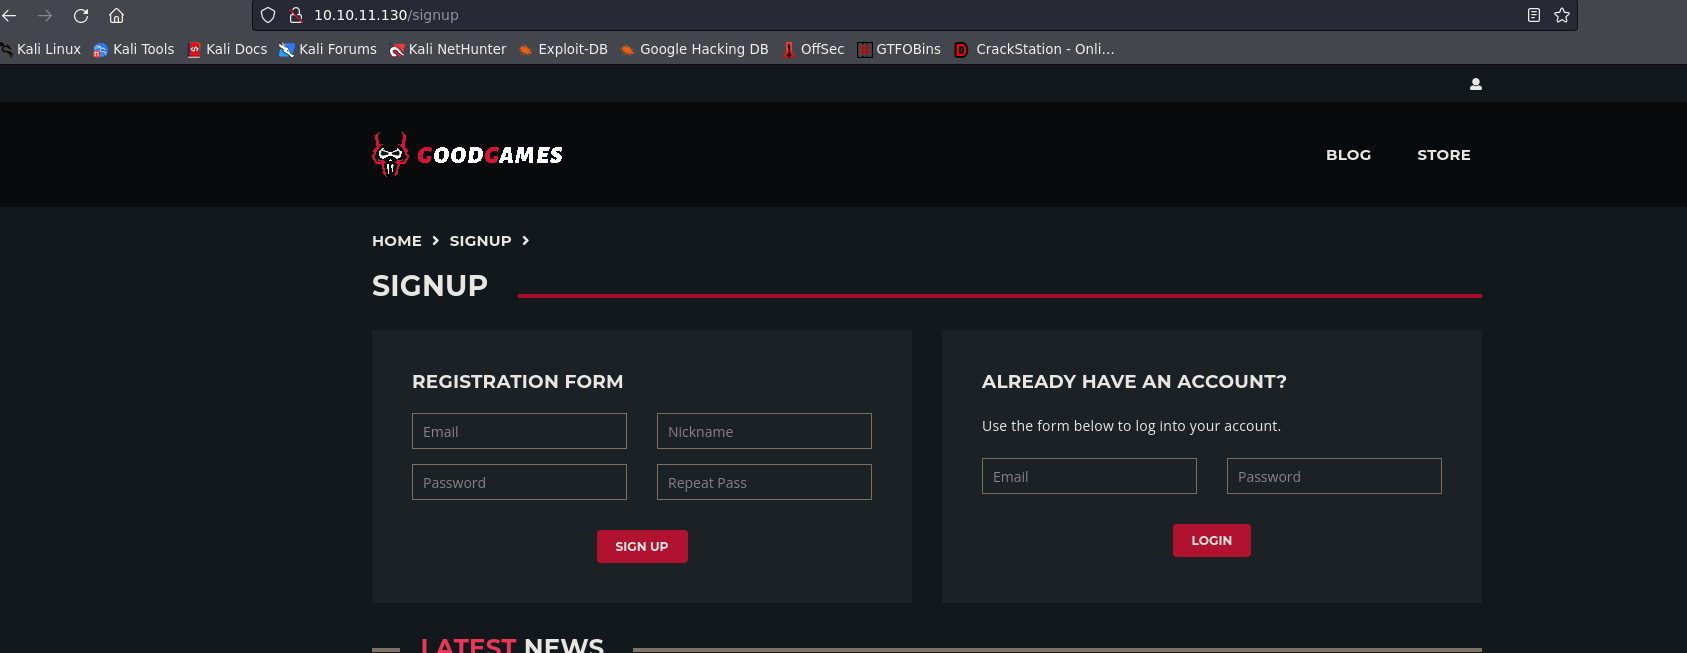 10.10.11.130/signup
Kali Linux Kali Tools Kali Docs Kali Forums Kali NetHunter Exploit-DB Google Hacking DB OffSec GTFOBins CrackStation - Onli…
GOODGAMES BLOG STORE
HOME SIGNUP
SIGNUP
REGISTRATION FORM
Email Nickname
Password Repeat Pass
SIGN UP
ALREADY HAVE AN ACCOUNT?
Use the form below to log into your account.
Email Password
LOGIN
LATEST NEWS